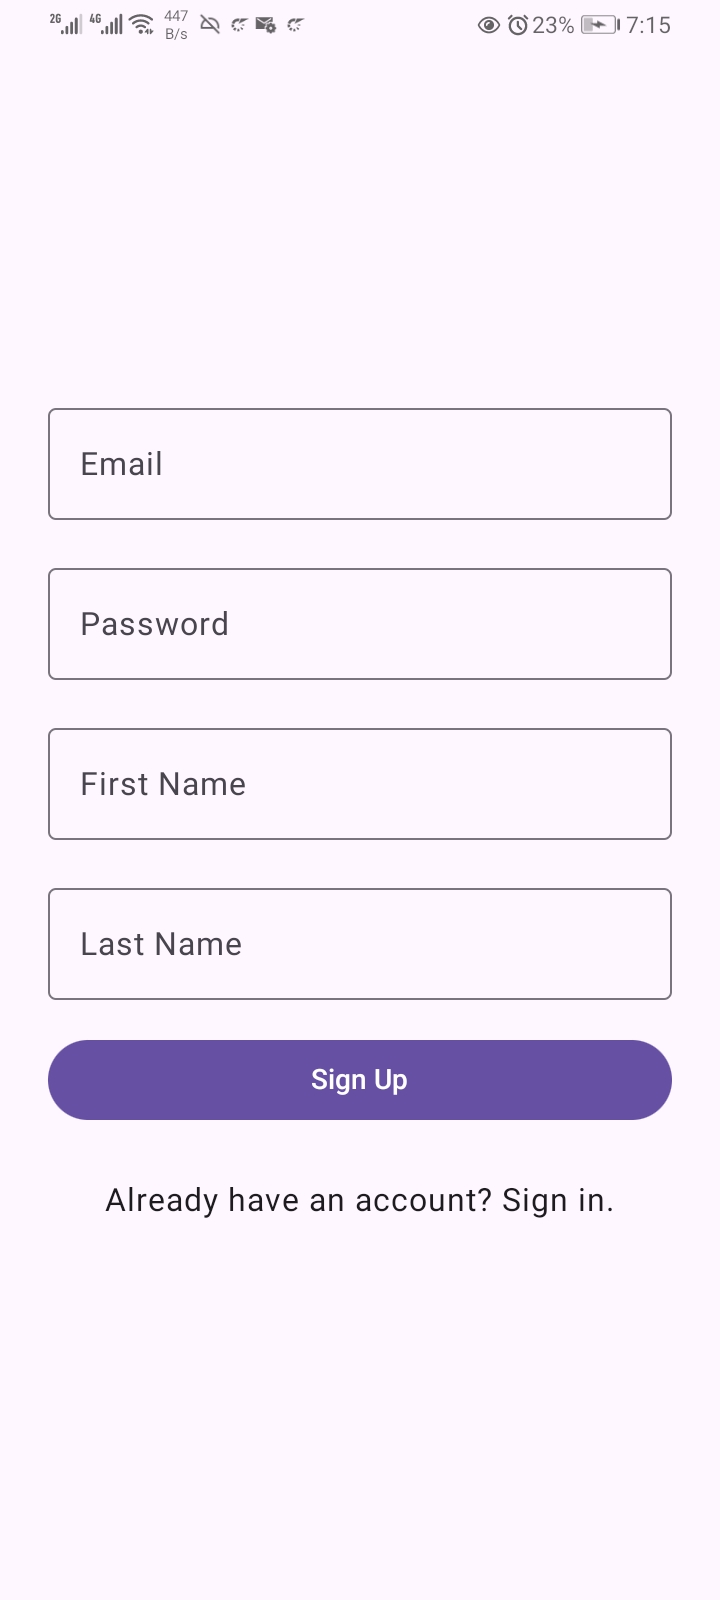 2G 4G 447 B/s 23% 7:15
Email
Password
First Name
Last Name
Sign Up
Already have an account? Sign in.